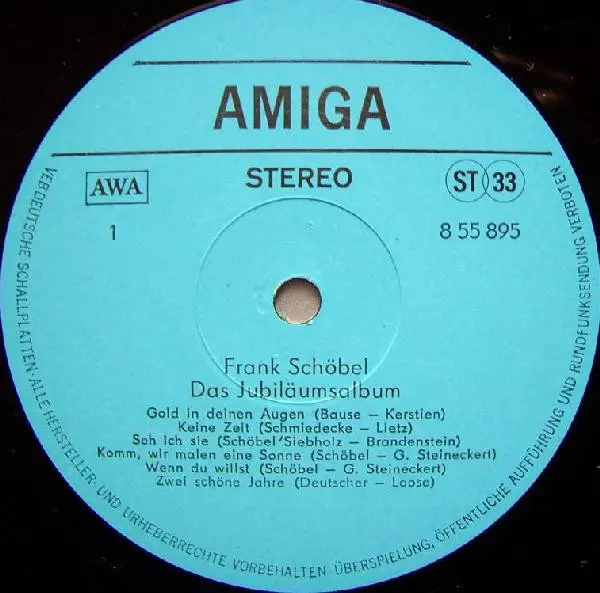 AMIGA
AWA
STEREO
ST 33
1
8 55 895
Frank Schöbel
Das Jubiläumsalbum
Gold in deinen Augen (Bause – Kerstien)
Keine Zeit (Schmiedecke – Lietz)
Seh ich sie (Schöbel/Siebholz – Brandenstein)
Komm, wir malen eine Sonne (Schöbel – G. Steineckert)
Wenn du willst (Schöbel – G. Steineckert)
Zwei schöne Jahre (Deutscher – Loose)
VEB DEUTSCHE SCHALLPLATTEN · ALLE HERSTELLER- UND URHEBERRECHTE VORBEHALTEN · ÜBERSPIELUNG, ÖFFENTLICHE AUFFÜHRUNG UND RUNDFUNKSENDUNG VERBOTEN